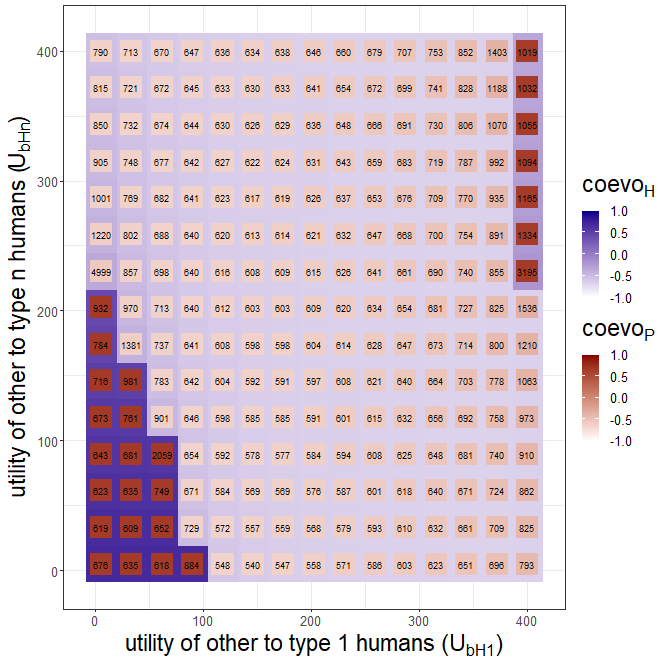 400 790 713 670 647 636 634 638 646 660 679 707 753 852 1403 1019
815 721 672 645 633 630 633 641 654 672 699 741 828 1188 1032
850 732 674 644 630 626 629 636 648 666 691 730 806 1070 1055
300 905 748 677 642 627 622 624 631 643 659 683 719 787 992 1094
1001 769 682 641 623 617 619 626 637 653 676 709 770 935 1165
1220 802 688 640 620 613 614 621 632 647 668 700 754 891 1334
4999 857 698 640 616 608 609 615 626 641 661 690 740 855 3195
200 932 970 713 640 612 603 603 609 620 634 654 681 727 825 1536
784 1381 737 641 608 598 598 604 614 628 647 673 714 800 1210
716 981 783 642 604 592 591 597 608 621 640 664 703 778 1063
673 761 901 646 598 585 585 591 601 615 632 656 692 758 973
100 643 681 2059 654 592 578 577 584 594 608 625 648 681 740 910
623 635 749 671 584 569 569 576 587 601 618 640 671 724 862
619 609 652 729 572 557 559 568 579 593 610 632 661 709 825
0 676 635 618 884 548 540 547 558 571 586 603 623 651 696 793
0 100 200 300 400
utility of other to type 1 humans (UbH1)
utility of other to type n humans (UbHn)
coevoH
1.0
0.5
0.0
-0.5
-1.0
coevoP
1.0
0.5
0.0
-0.5
-1.0